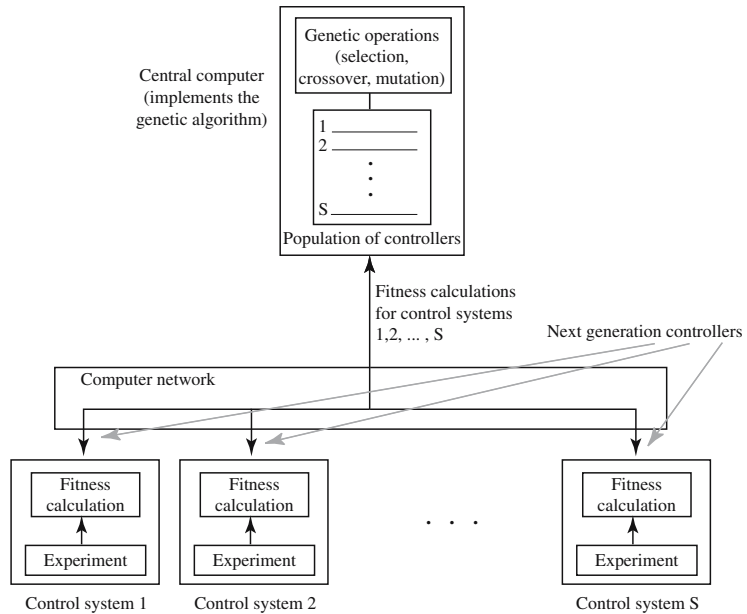 Genetic operations
(selection,
crossover, mutation)
Central computer
(implements the
genetic algorithm)
1
2
S
Population of controllers
Fitness calculations
for control systems
1,2, ... , S
Next generation controllers
Computer network
Fitness
calculation
Experiment
Control system 1
Fitness
calculation
Experiment
Control system 2
. . .
Fitness
calculation
Experiment
Control system S